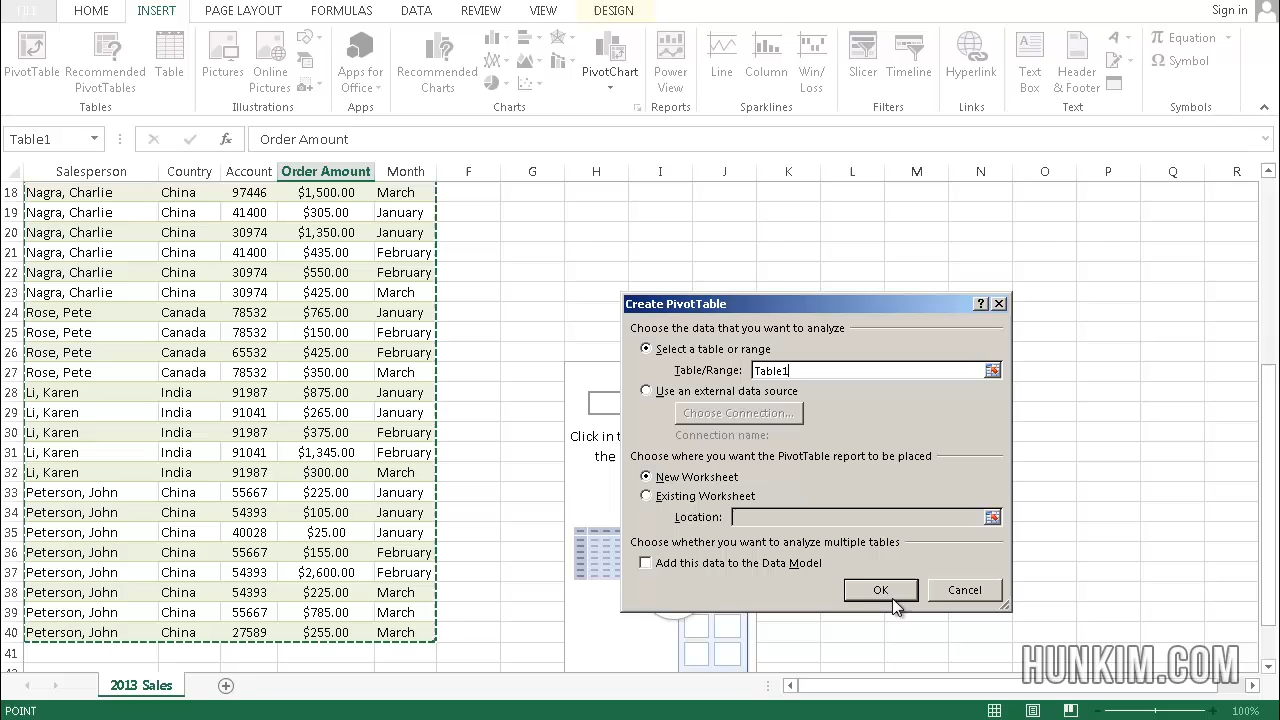 FILE HOME INSERT PAGE LAYOUT FORMULAS DATA REVIEW VIEW DESIGN Sign in
PivotTable Recommended PivotTables Table Pictures Online Pictures Apps for Office Recommended Charts PivotChart Power View Line Column Win/Loss Slicer Timeline Hyperlink Text Box Header & Footer Equation Symbol
Tables Illustrations Apps Charts Reports Sparklines Filters Links Text Symbols
Table1 fx Order Amount
Salesperson Country Account Order Amount Month F G H I J K L M N O P Q R
18 Nagra, Charlie China 97446 $1,500.00 March
19 Nagra, Charlie China 41400 $305.00 January
20 Nagra, Charlie China 30974 $1,350.00 January
21 Nagra, Charlie China 41400 $435.00 February
22 Nagra, Charlie China 30974 $550.00 February
23 Nagra, Charlie China 30974 $425.00 March
24 Rose, Pete Canada 78532 $765.00 January
25 Rose, Pete Canada 78532 $150.00 February
26 Rose, Pete Canada 65532 $425.00 February
27 Rose, Pete Canada 78532 $350.00 March
28 Li, Karen India 91987 $875.00 January
29 Li, Karen India 91041 $265.00 January
30 Li, Karen India 91987 $375.00 February
31 Li, Karen India 91041 $1,345.00 February
32 Li, Karen India 91987 $300.00 March
33 Peterson, John China 55667 $225.00 January
34 Peterson, John China 54393 $105.00 January
35 Peterson, John China 40028 $25.00 January
36 Peterson, John China 55667 $805.00 February
37 Peterson, John China 54393 $2,100.00 February
38 Peterson, John China 54393 $225.00 March
39 Peterson, John China 55667 $785.00 March
40 Peterson, John China 27589 $255.00 March
41
Click in t
the
Create PivotTable
Choose the data that you want to analyze
Select a table or range
Table/Range: Table1
Use an external data source
Choose Connection...
Connection name:
Choose where you want the PivotTable report to be placed
New Worksheet
Existing Worksheet
Location:
Choose whether you want to analyze multiple tables
Add this data to the Data Model
OK Cancel
HUNKIM.COM
2013 Sales
POINT 100%